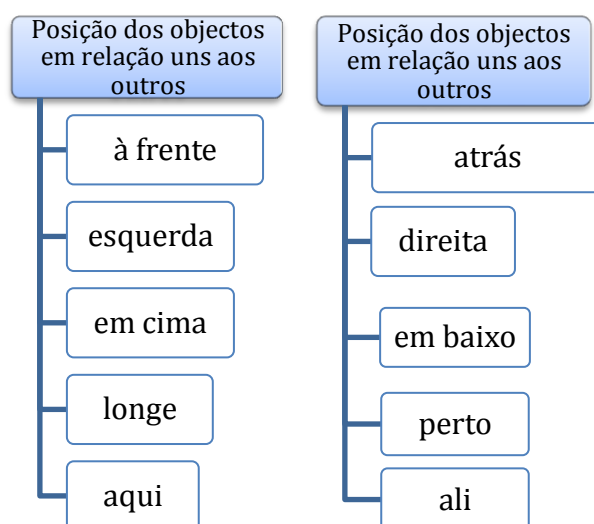 Posição dos objectos
em relação uns aos
outros
à frente
esquerda
em cima
longe
aqui
Posição dos objectos
em relação uns aos
outros
atrás
direita
em baixo
perto
ali